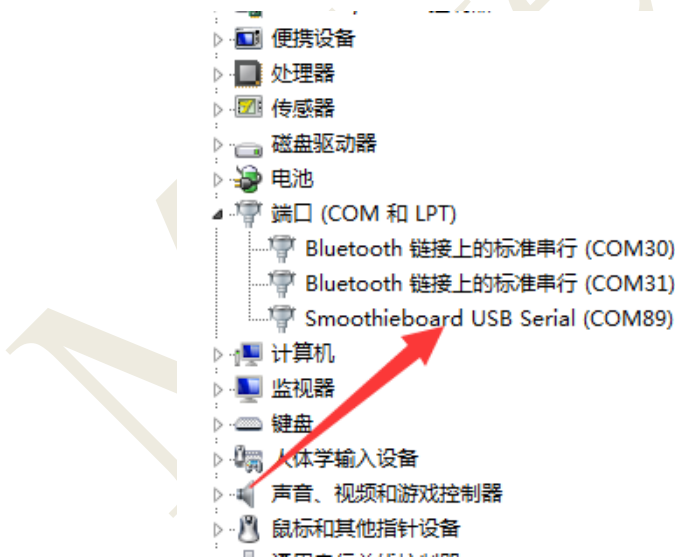 便携设备
处理器
传感器
磁盘驱动器
电池
端口 (COM 和 LPT)
Bluetooth 链接上的标准串行 (COM30)
Bluetooth 链接上的标准串行 (COM31)
Smoothieboard USB Serial (COM89)
计算机
监视器
键盘
人体学输入设备
声音、视频和游戏控制器
鼠标和其他指针设备